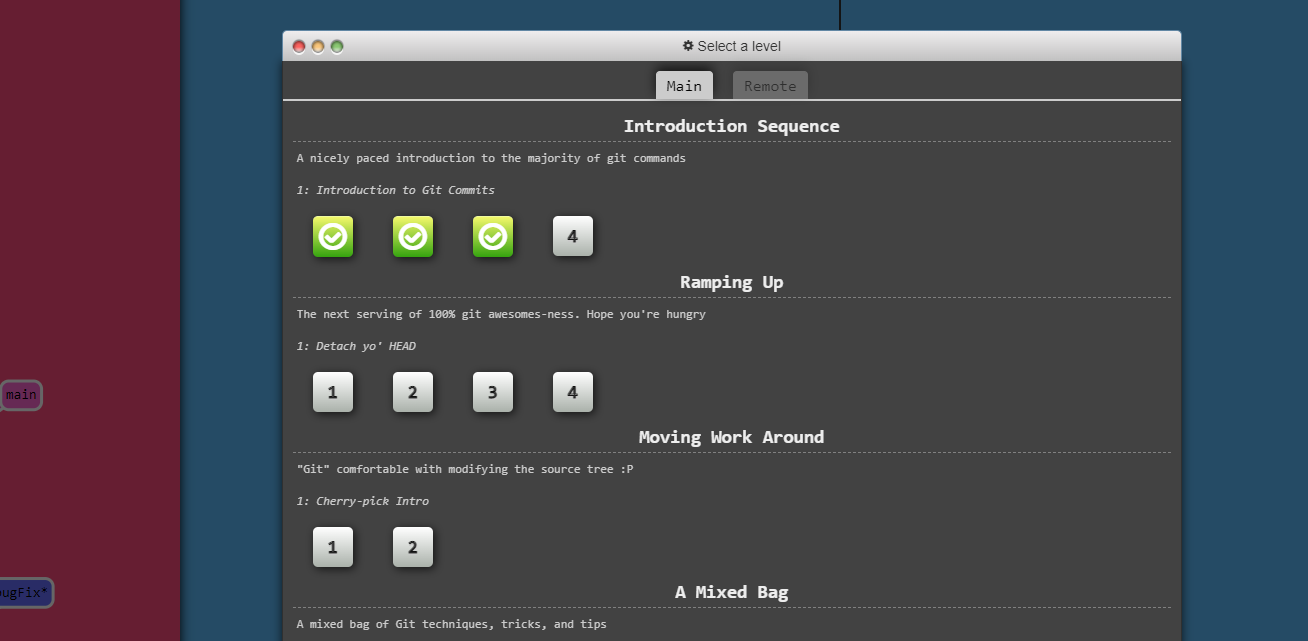 Select a level
Main Remote
Introduction Sequence
A nicely paced introduction to the majority of git commands
1: Introduction to Git Commits
4
Ramping Up
The next serving of 100% git awesomes-ness. Hope you're hungry
1: Detach yo' HEAD
1 2 3 4
main
Moving Work Around
"Git" comfortable with modifying the source tree :P
1: Cherry-pick Intro
1 2
A Mixed Bag
ugFix*
A mixed bag of Git techniques, tricks, and tips